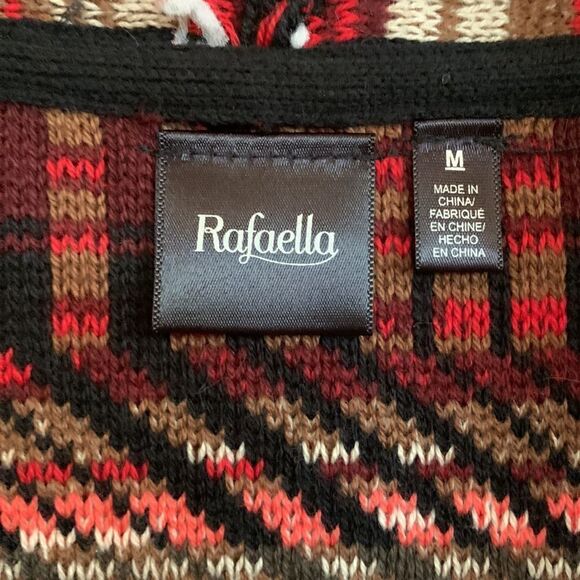 Rafaella
M
MADE IN
CHINA/
FABRIQUÉ
EN CHINE/
HECHO
EN CHINA